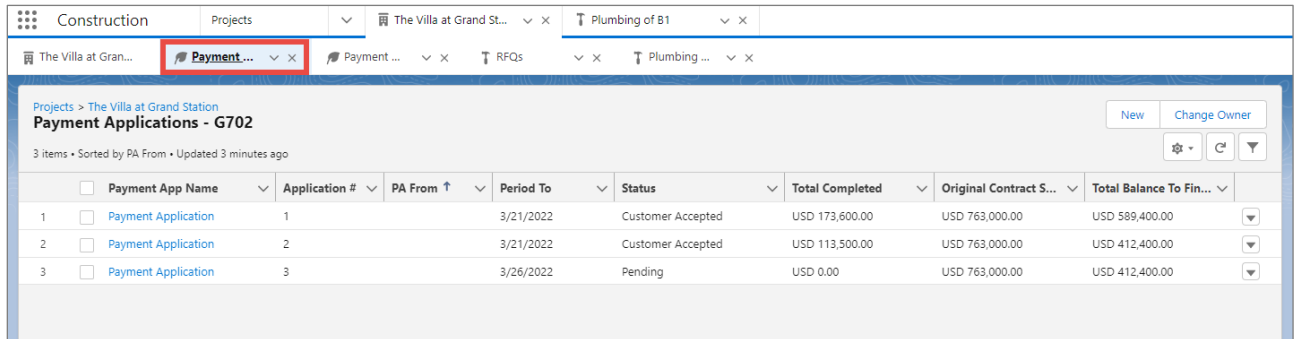 Construction Projects The Villa at Grand St... Plumbing of B1
The Villa at Gran... Payment ... Payment ... RFQs Plumbing ...
Projects > The Villa at Grand Station
Payment Applications - G702
New Change Owner
3 items • Sorted by PA From • Updated 3 minutes ago
Payment App Name Application # PA From ↑ Period To Status Total Completed Original Contract S... Total Balance To Fin...
1 Payment Application 1 3/21/2022 Customer Accepted USD 173,600.00 USD 763,000.00 USD 589,400.00
2 Payment Application 2 3/21/2022 Customer Accepted USD 113,500.00 USD 763,000.00 USD 412,400.00
3 Payment Application 3 3/26/2022 Pending USD 0.00 USD 763,000.00 USD 412,400.00